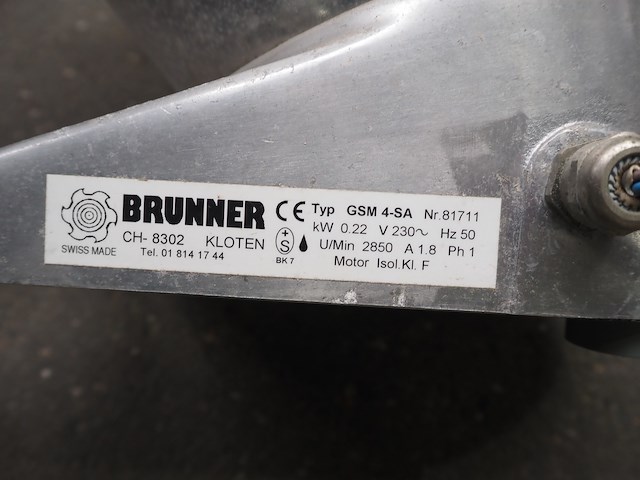 BRUNNER
SWISS MADE
CH- 8302 KLOTEN
Tel. 01 814 17 44
CE
S
BK 7
Typ GSM 4-SA Nr.81711
kW 0.22 V 230~ Hz 50
U/Min 2850 A 1.8 Ph 1
Motor Isol.Kl. F